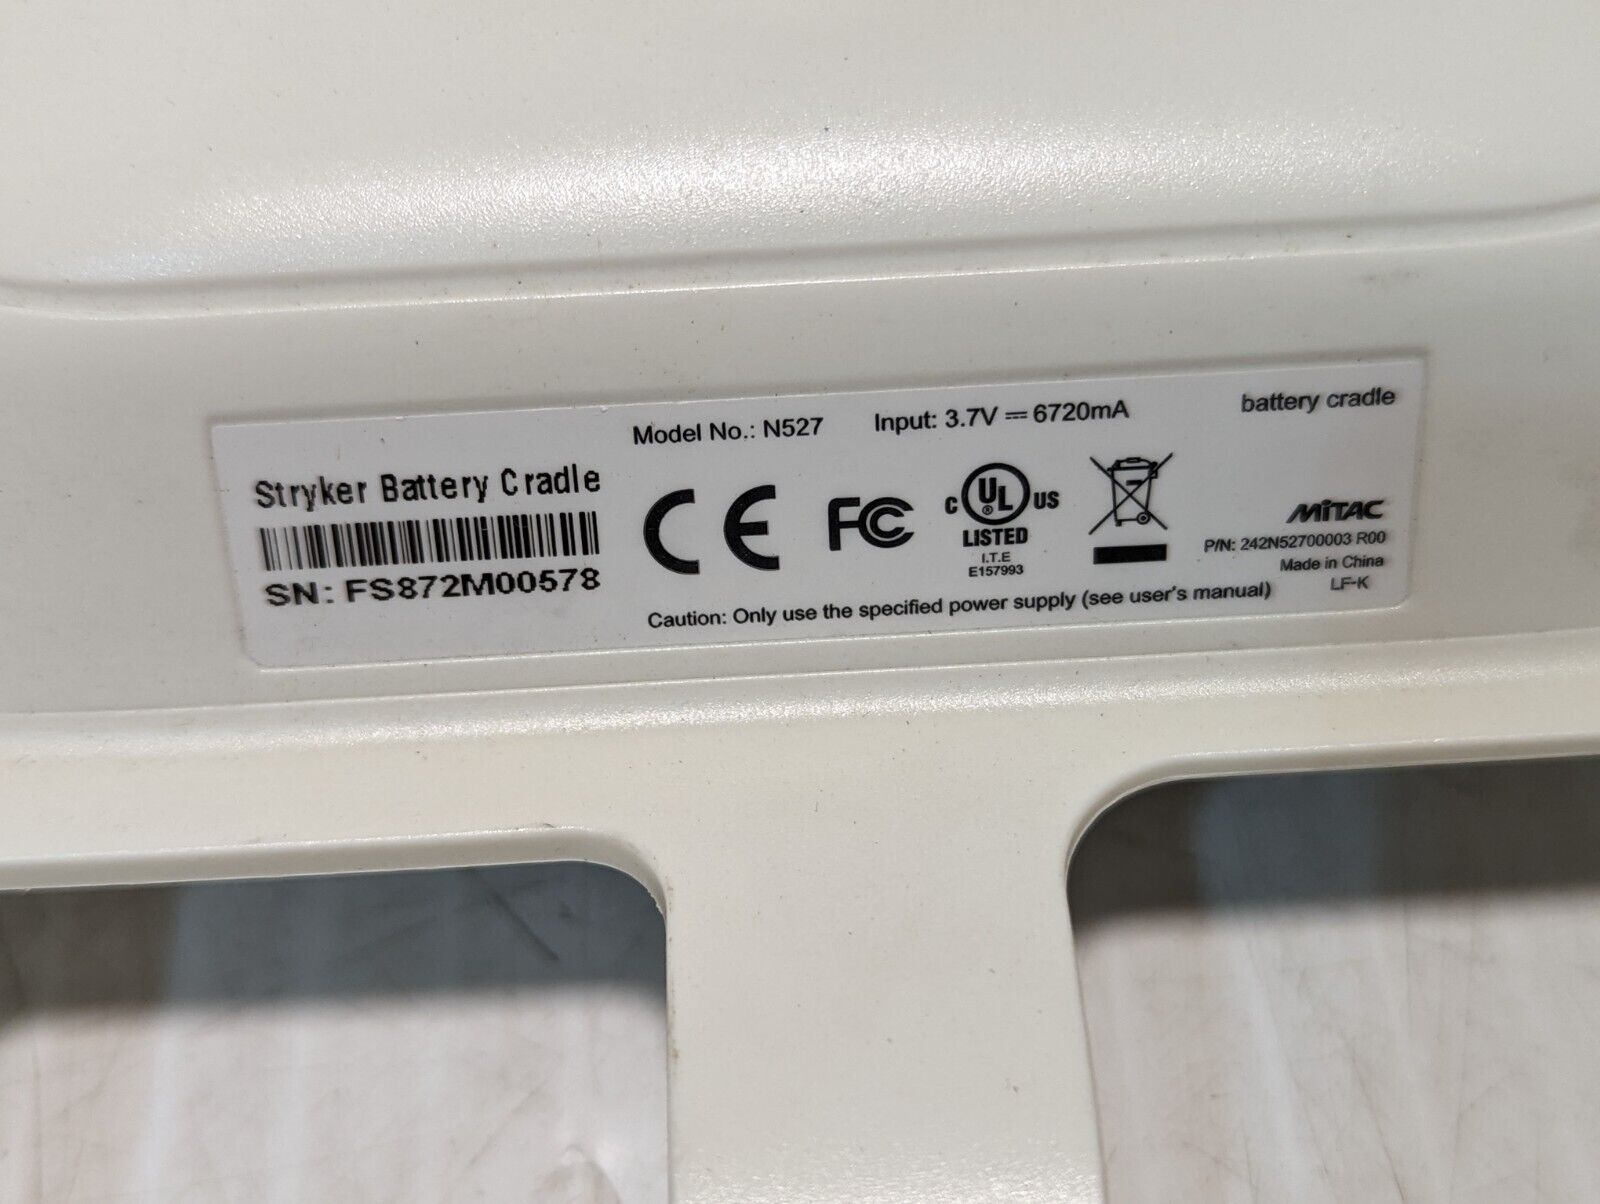 Model No.: N527 Input: 3.7V ⎓ 6720mA battery cradle
Stryker Battery Cradle
SN: FS872M00578
CE FC C UL ® US
LISTED
I.T.E
E157993
MiTAC
P/N: 242N52700003 R00
Made in China
LF-K
Caution: Only use the specified power supply (see user's manual)